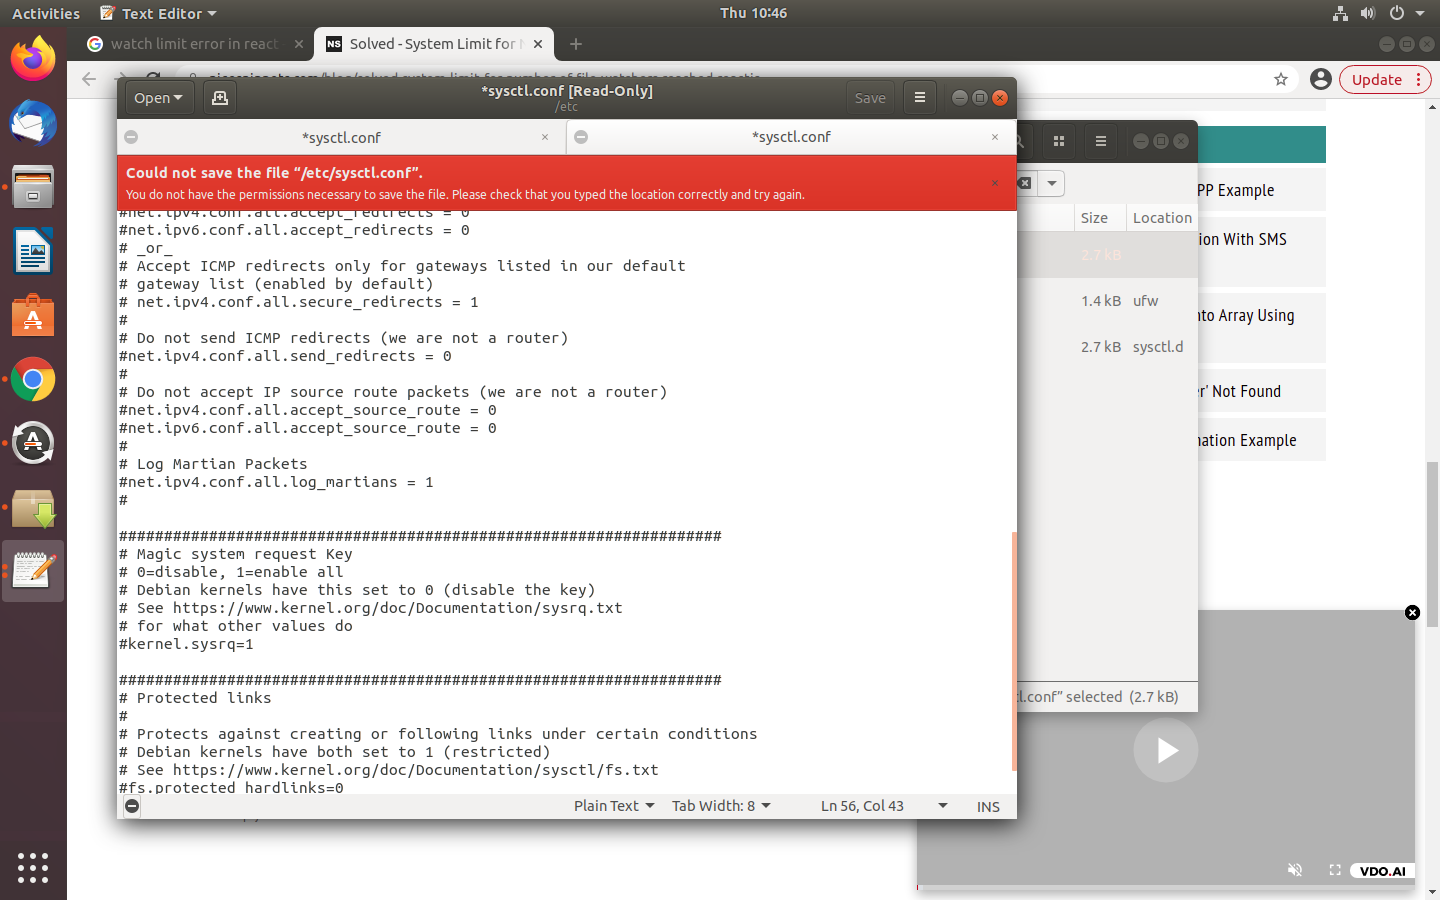 Activities
Text Editor
Thu 10:46
watch limit error in react
NS
Solved - System Limit for N
Update
Open
*sysctl.conf [Read-Only]
/etc
Save
*sysctl.conf
*sysctl.conf
Could not save the file “/etc/sysctl.conf”.
You do not have the permissions necessary to save the file. Please check that you typed the location correctly and try again.
#net.ipv4.conf.all.accept_redirects = 0
#net.ipv6.conf.all.accept_redirects = 0
# _or_
# Accept ICMP redirects only for gateways listed in our default
# gateway list (enabled by default)
# net.ipv4.conf.all.secure_redirects = 1
#
# Do not send ICMP redirects (we are not a router)
#net.ipv4.conf.all.send_redirects = 0
#
# Do not accept IP source route packets (we are not a router)
#net.ipv4.conf.all.accept_source_route = 0
#net.ipv6.conf.all.accept_source_route = 0
#
# Log Martian Packets
#net.ipv4.conf.all.log_martians = 1
#
###################################################################
# Magic system request Key
# 0=disable, 1=enable all
# Debian kernels have this set to 0 (disable the key)
# See https://www.kernel.org/doc/Documentation/sysrq.txt
# for what other values do
#kernel.sysrq=1
###################################################################
# Protected links
#
# Protects against creating or following links under certain conditions
# Debian kernels have both set to 1 (restricted)
# See https://www.kernel.org/doc/Documentation/sysctl/fs.txt
#fs.protected_hardlinks=0
Plain Text
Tab Width: 8
Ln 56, Col 43
INS
Size
Location
2.7 kB
1.4 kB ufw
2.7 kB sysctl.d
tl.conf” selected (2.7 kB)
PP Example
ion With SMS
nto Array Using
r' Not Found
nation Example
VDO.AI